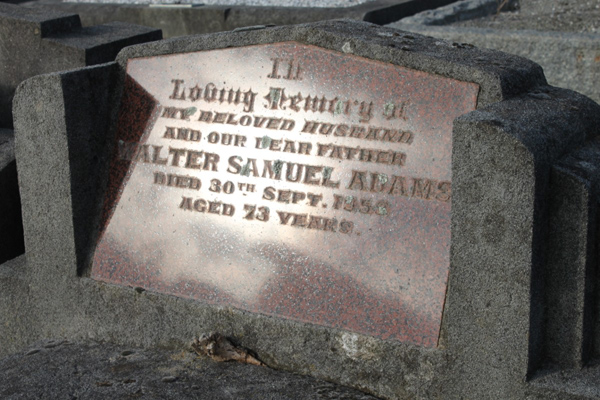 In
Loving Memory of
MY BELOVED HUSBAND
AND OUR DEAR FATHER
WALTER SAMUEL ADAMS
DIED 30TH SEPT.
AGED 73 YEARS.